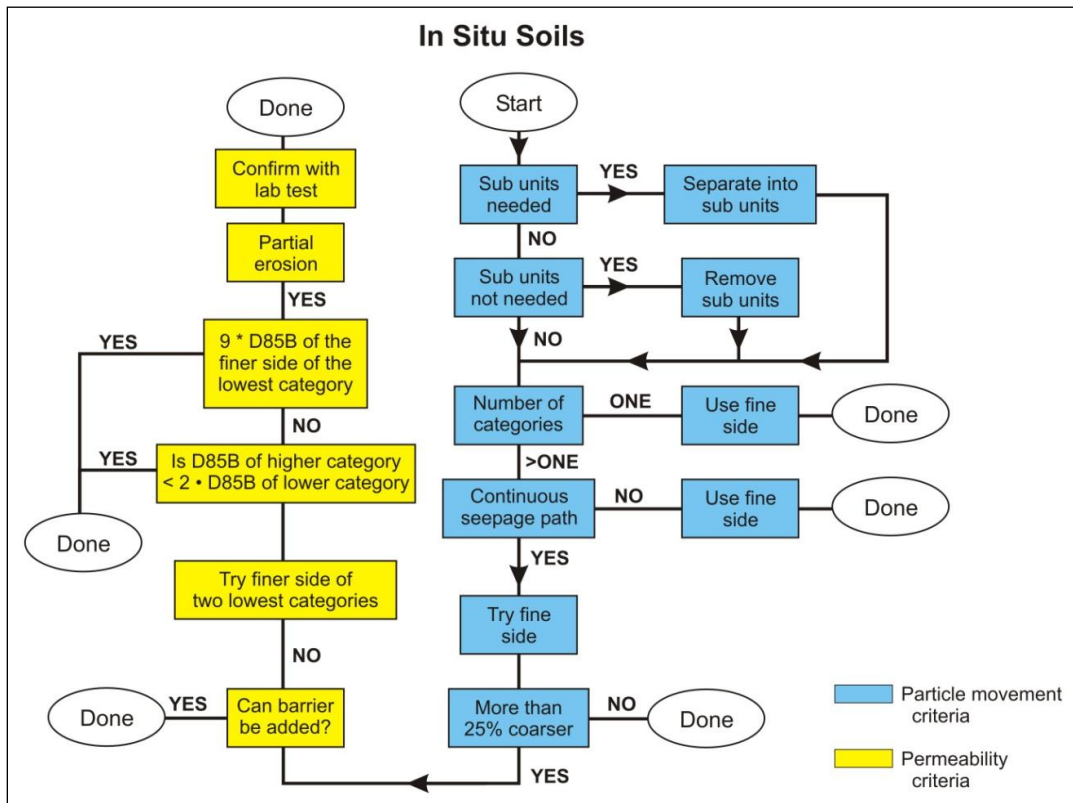 In Situ Soils
Done
Confirm with
lab test
Partial
erosion
YES
YES
9 * D85B of the
finer side of the
lowest category
NO
YES
Is D85B of higher category
< 2 • D85B of lower category
Done
Try finer side of
two lowest categories
NO
Done
YES
Can barrier
be added?
Start
Sub units
needed
YES
Separate into
sub units
NO
Sub units
not needed
YES
Remove
sub units
NO
Number of
categories
ONE
Use fine
side
Done
>ONE
Continuous
seepage path
NO
Use fine
side
Done
YES
Try fine
side
More than
25% coarser
NO
Done
YES
Particle movement
criteria
Permeability
criteria